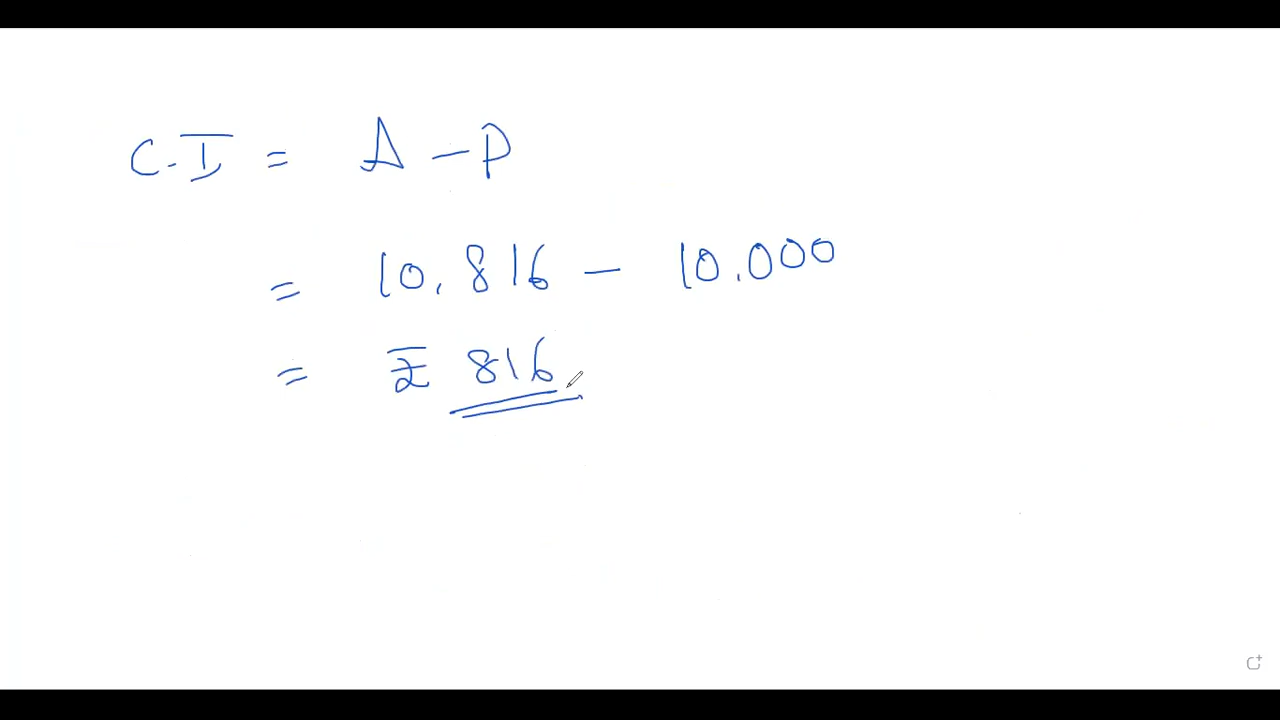 C.I = A - P
= 10,816 - 10,000
= ₹ 816